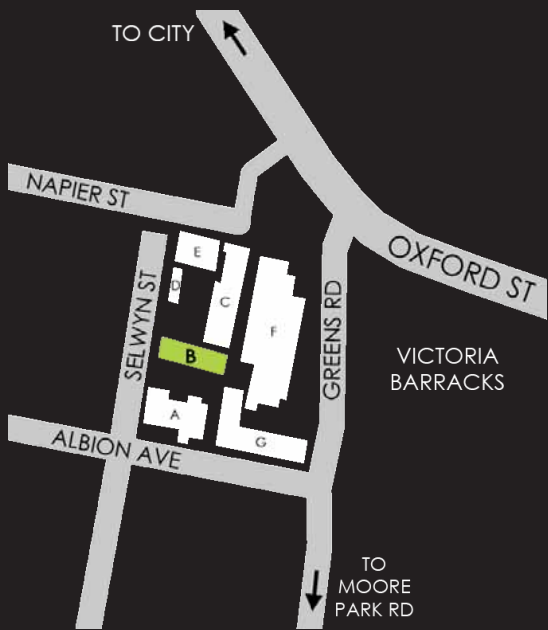 TO CITY
NAPIER ST
OXFORD ST
E
D
C
F
SELWYN ST
GREENS RD
B
VICTORIA
BARRACKS
A
G
ALBION AVE
TO
MOORE
PARK RD